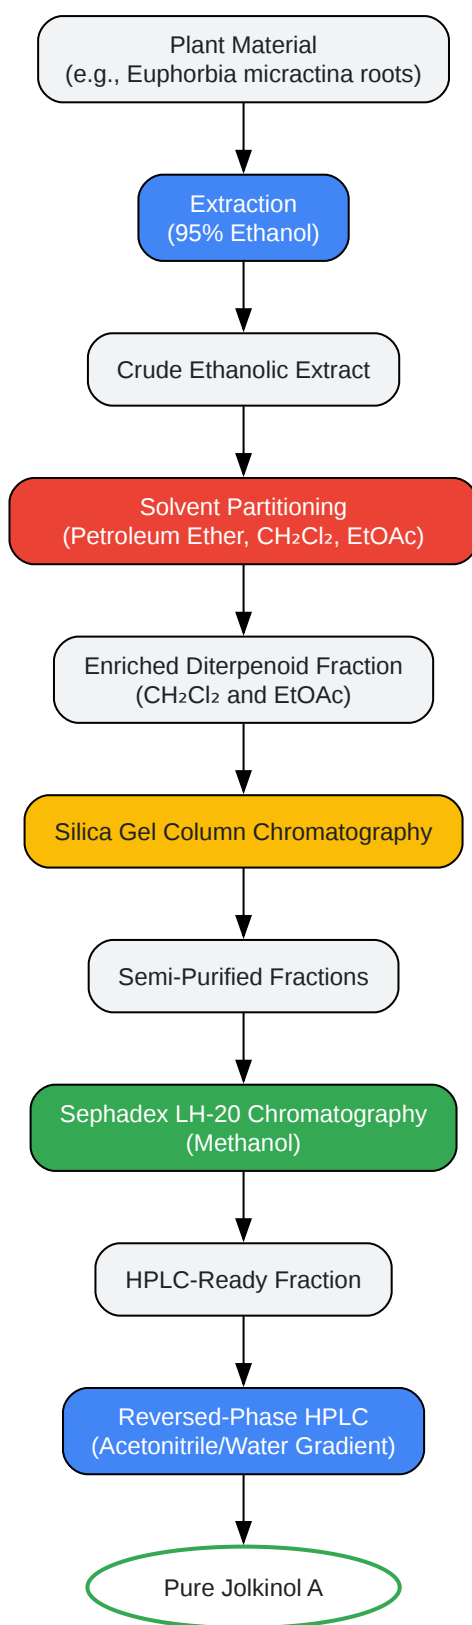 Plant Material
(e.g., Euphorbia micractina roots)
Extraction
(95% Ethanol)
Crude Ethanolic Extract
Solvent Partitioning
(Petroleum Ether, CH₂Cl₂, EtOAc)
Enriched Diterpenoid Fraction
(CH₂Cl₂ and EtOAc)
Silica Gel Column Chromatography
Semi-Purified Fractions
Sephadex LH-20 Chromatography
(Methanol)
HPLC-Ready Fraction
Reversed-Phase HPLC
(Acetonitrile/Water Gradient)
Pure Jolkinol A